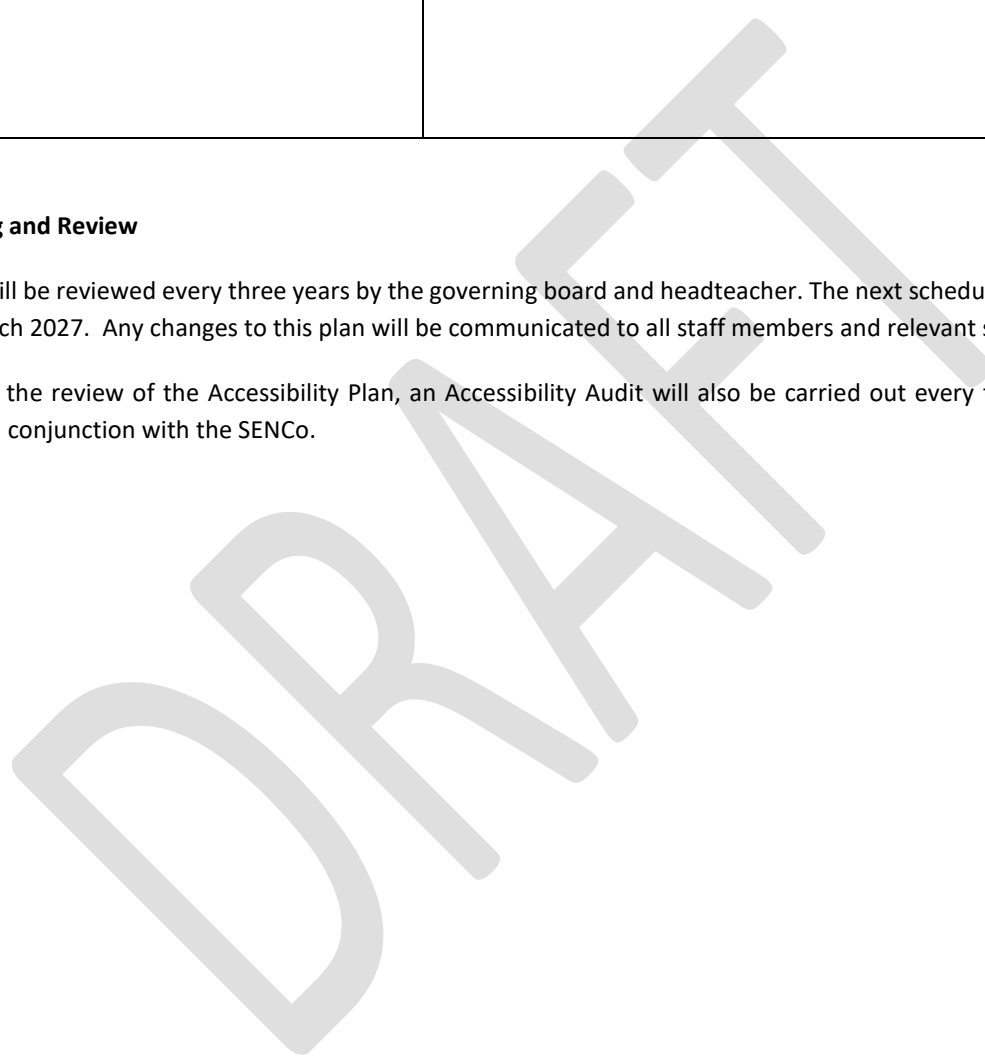 g and Review
ill be reviewed every three years by the governing board and headteacher. The next schedu
ch 2027. Any changes to this plan will be communicated to all staff members and relevant s
the review of the Accessibility Plan, an Accessibility Audit will also be carried out every t
conjunction with the SENCo.
DRAFT